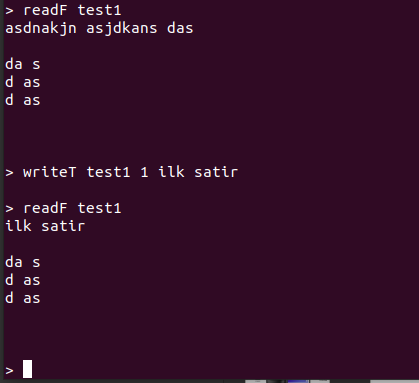 > readF test1
asdnakjn asjdkans das
da s
d as
d as
> writeT test1 1 ilk satir
> readF test1
ilk satir
da s
d as
d as
>